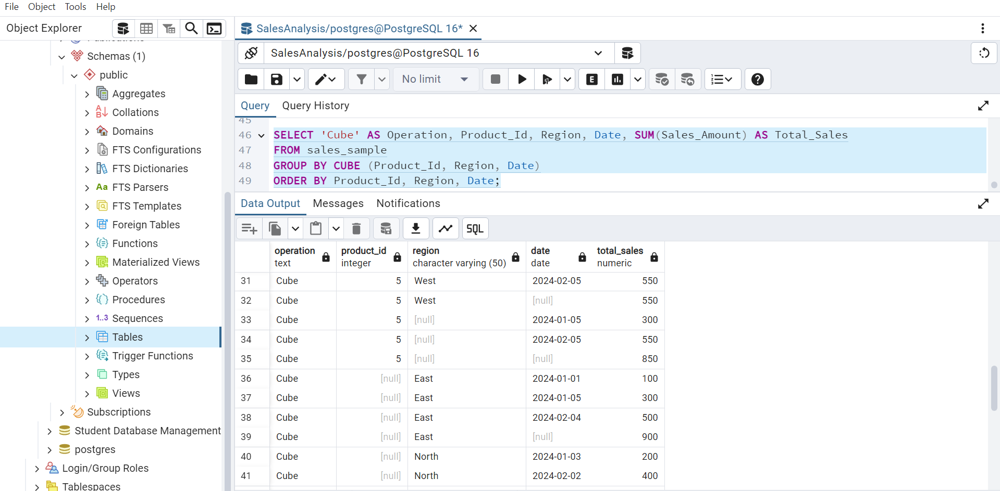 File Object Tools Help
Object Explorer
SalesAnalysis/postgres@PostgreSQL 16*
Publications
Schemas (1)
public
Aggregates
Collations
Domains
FTS Configurations
FTS Dictionaries
Aa FTS Parsers
FTS Templates
Foreign Tables
Functions
Materialized Views
Operators
Procedures
1..3 Sequences
Tables
Trigger Functions
Types
Views
Subscriptions
Student Database Management
postgres
Login/Group Roles
Tablespaces
SalesAnalysis/postgres@PostgreSQL 16
No limit
Query Query History
45
46 SELECT 'Cube' AS Operation, Product_Id, Region, Date, SUM(Sales_Amount) AS Total_Sales
47 FROM sales_sample
48 GROUP BY CUBE (Product_Id, Region, Date)
49 ORDER BY Product_Id, Region, Date;
Data Output Messages Notifications
SQL
operation product_id region date total_sales
text integer character varying (50) date numeric
31 Cube 5 West 2024-02-05 550
32 Cube 5 West [null] 550
33 Cube 5 [null] 2024-01-05 300
34 Cube 5 [null] 2024-02-05 550
35 Cube 5 [null] [null] 850
36 Cube [null] East 2024-01-01 100
37 Cube [null] East 2024-01-05 300
38 Cube [null] East 2024-02-04 500
39 Cube [null] East [null] 900
40 Cube [null] North 2024-01-03 200
41 Cube [null] North 2024-02-02 400